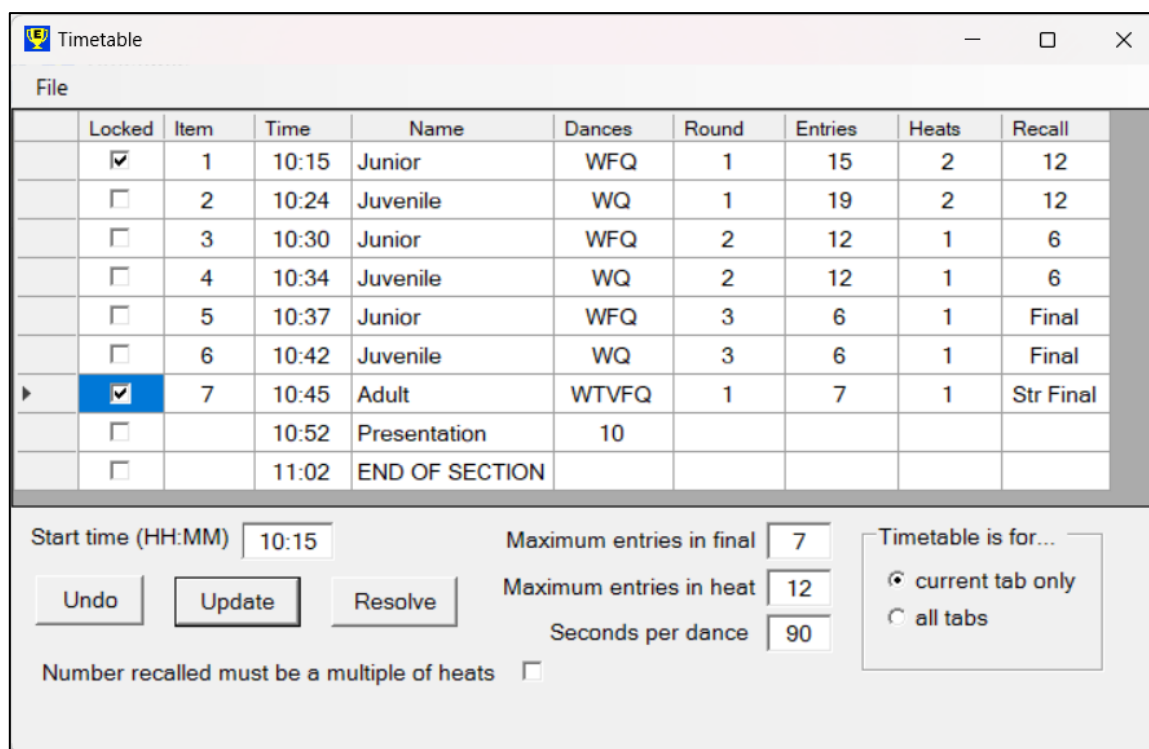 Timetable
File
Locked Item Time Name Dances Round Entries Heats Recall
1 10:15 Junior WFQ 1 15 2 12
2 10:24 Juvenile WQ 1 19 2 12
3 10:30 Junior WFQ 2 12 1 6
4 10:34 Juvenile WQ 2 12 1 6
5 10:37 Junior WFQ 3 6 1 Final
6 10:42 Juvenile WQ 3 6 1 Final
7 10:45 Adult WTVFQ 1 7 1 Str Final
10:52 Presentation 10
11:02 END OF SECTION
Start time (HH:MM) 10:15
Undo Update Resolve
Number recalled must be a multiple of heats
Maximum entries in final 7
Maximum entries in heat 12
Seconds per dance 90
Timetable is for...
current tab only
all tabs